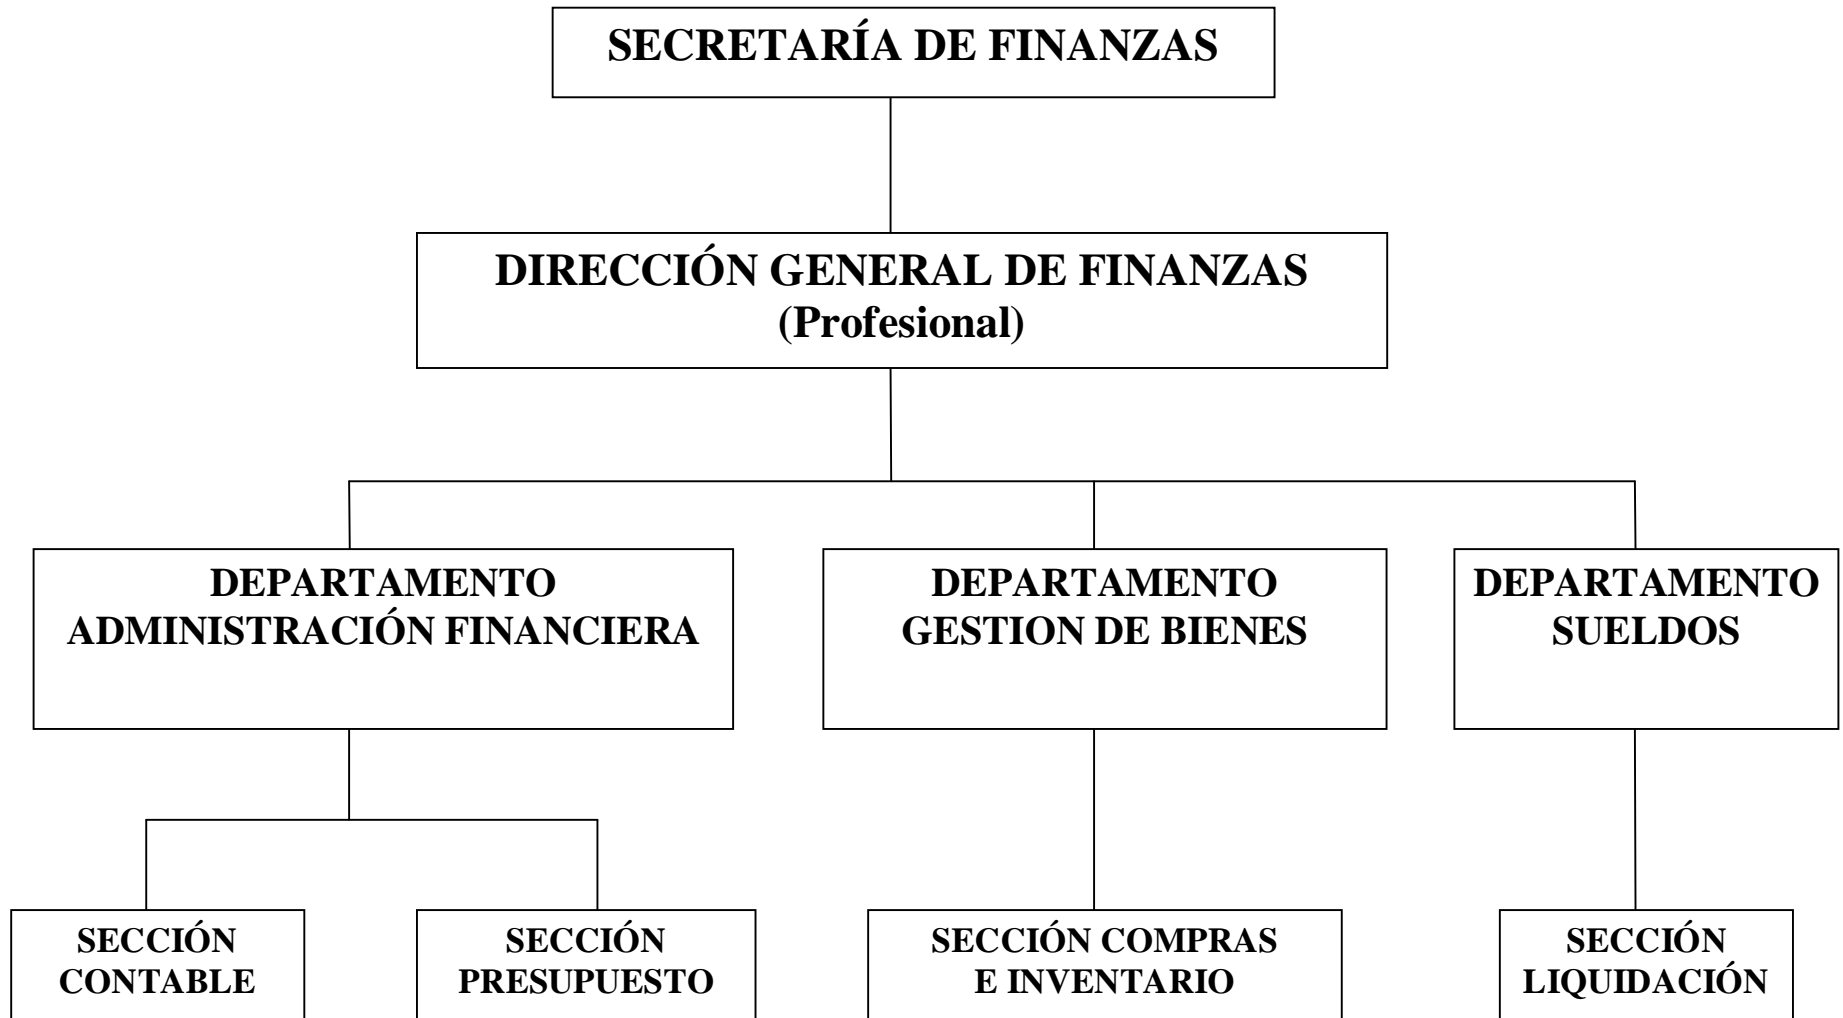 SECRETARÍA DE FINANZAS
DIRECCIÓN GENERAL DE FINANZAS
(Profesional)
DEPARTAMENTO
ADMINISTRACIÓN FINANCIERA
DEPARTAMENTO
GESTION DE BIENES
DEPARTAMENTO
SUELDOS
SECCIÓN
CONTABLE
SECCIÓN
PRESUPUESTO
SECCIÓN COMPRAS
E INVENTARIO
SECCIÓN
LIQUIDACIÓN